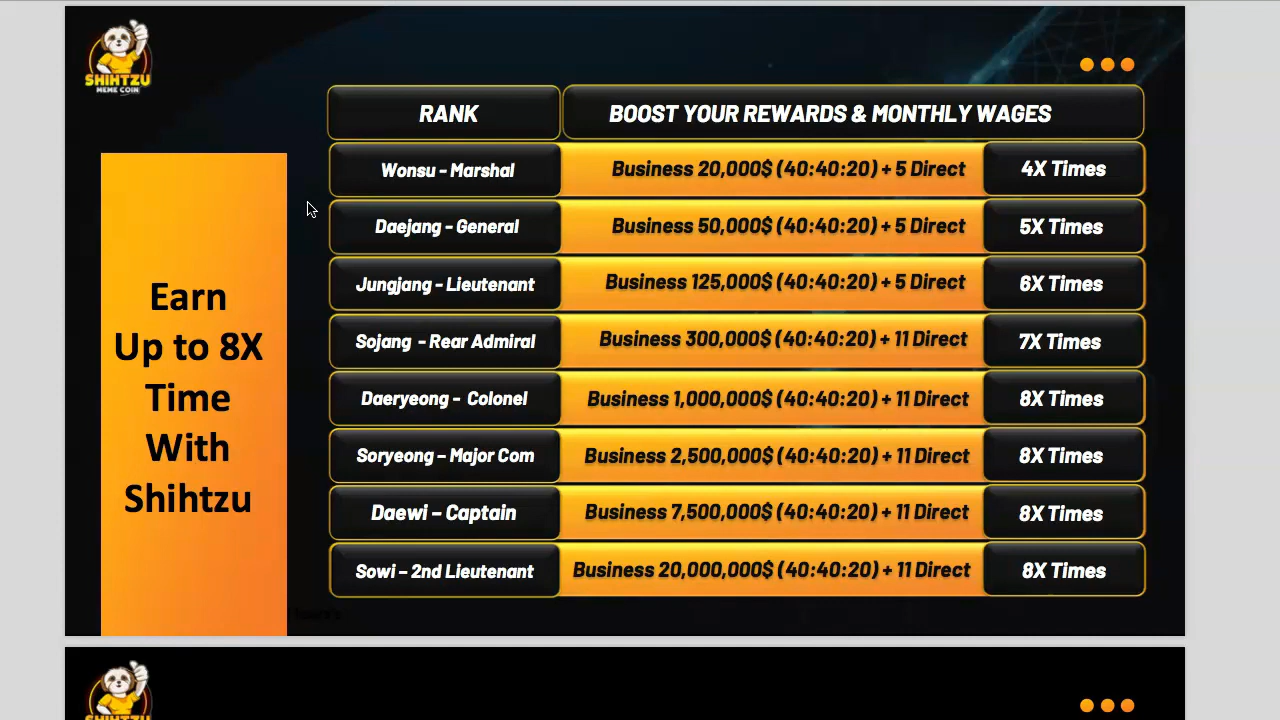 SHIHTZU
MEME COIN
RANK
BOOST YOUR REWARDS & MONTHLY WAGES
Wonsu - Marshal
Business 20,000$ (40:40:20) + 5 Direct
4X Times
Daejang - General
Business 50,000$ (40:40:20) + 5 Direct
5X Times
Jungjang - Lieutenant
Business 125,000$ (40:40:20) + 5 Direct
6X Times
Sojang - Rear Admiral
Business 300,000$ (40:40:20) + 11 Direct
7X Times
Daeryeong - Colonel
Business 1,000,000$ (40:40:20) + 11 Direct
8X Times
Soryeong – Major Com
Business 2,500,000$ (40:40:20) + 11 Direct
8X Times
Daewi – Captain
Business 7,500,000$ (40:40:20) + 11 Direct
8X Times
Sowi – 2nd Lieutenant
Business 20,000,000$ (40:40:20) + 11 Direct
8X Times
Earn
Up to 8X
Time
With
Shihtzu
SHIHTZU